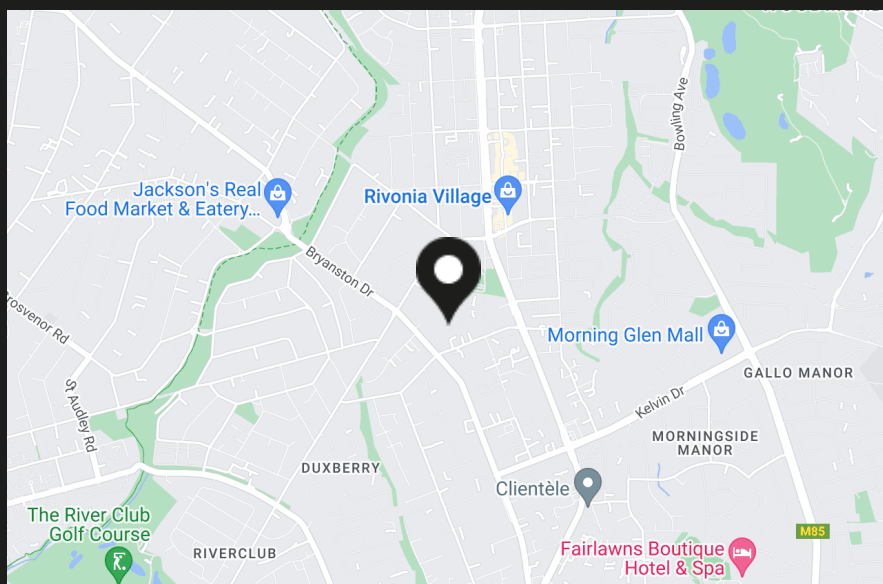 Bowling Ave
Jackson's Real
Food Market & Eatery...
Rivonia Village
Bryanston Dr
Grosvenor Rd
Morning Glen Mall
GALLO MANOR
St Audley Rd
Kelvin Dr
MORNINGSIDE
MANOR
DUXBERRY
Clientèle
The River Club
Golf Course
M85
RIVERCLUB
Fairlawns Boutique
Hotel & Spa